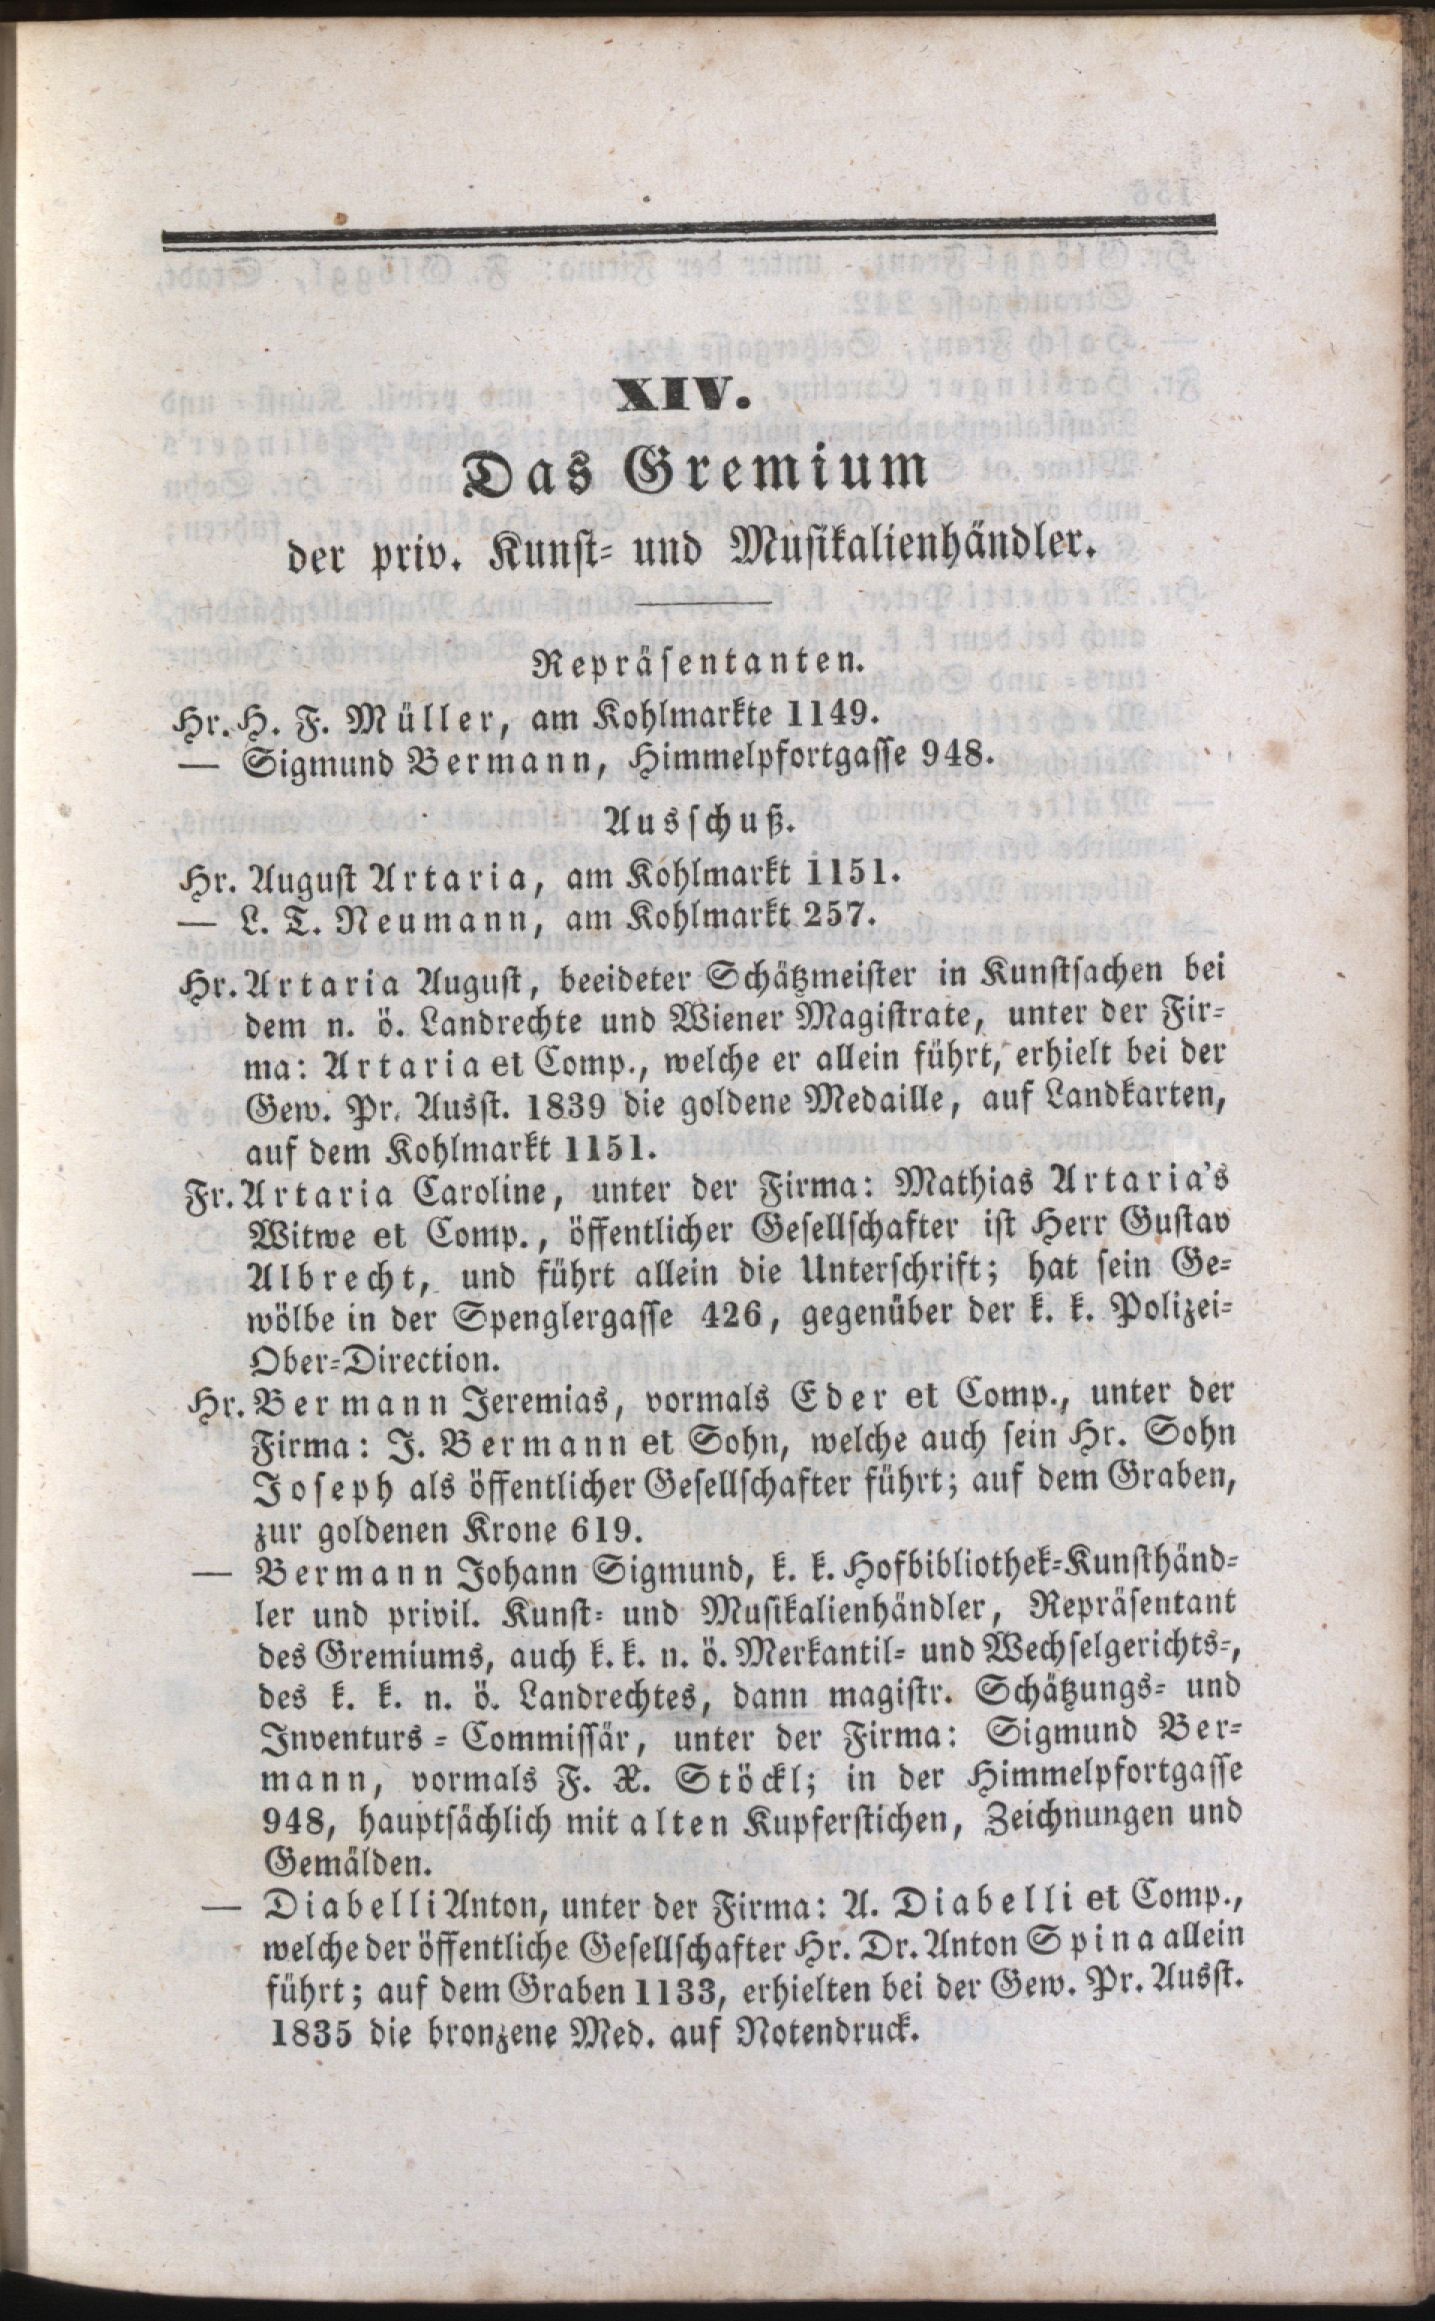 XIV.
Das Gremium
der priv. Kunst- und Musikalienhändler.
Repräsentanten.
Hr. H. F. Müller, am Kohlmarkte 1149.
— Sigmund Bermann, Himmelpfortgasse 948.
Ausschuß.
Hr. August Artaria, am Kohlmarkt 1151.
— L. T. Neumann, am Kohlmarkt 257.
Hr. Artaria August, beeideter Schätzmeister in Kunstsachen bei
dem n. ö. Landrechte und Wiener Magistrate, unter der Fir-
ma: Artaria et Comp., welche er allein führt, erhielt bei der
Gew. Pr. Ausst. 1839 die goldene Medaille, auf Landkarten,
auf dem Kohlmarkt 1151.
Fr. Artaria Caroline, unter der Firma: Mathias Artaria's
Witwe et Comp., öffentlicher Gesellschafter ist Herr Gustav
Albrecht, und führt allein die Unterschrift; hat sein Ge-
wölbe in der Spenglergasse 426, gegenüber der k. k. Polizei-
Ober-Direction.
Hr. Bermann Jeremias, vormals Eder et Comp., unter der
Firma: J. Bermann et Sohn, welche auch sein Hr. Sohn
Joseph als öffentlicher Gesellschafter führt; auf dem Graben,
zur goldenen Krone 619.
— Bermann Johann Sigmund, k. k. Hofbibliothek-Kunsthänd-
ler und privil. Kunst- und Musikalienhändler, Repräsentant
des Gremiums, auch k. k. n. ö. Merkantil- und Wechselgerichts-,
des k. k. n. ö. Landrechtes, dann magistr. Schätzungs- und
Inventurs-Commissär, unter der Firma: Sigmund Ber-
mann, vormals F. X. Stöckl; in der Himmelpfortgasse
948, hauptsächlich mit alten Kupferstichen, Zeichnungen und
Gemälden.
— Diabelli Anton, unter der Firma: A. Diabelli et Comp.,
welche der öffentliche Gesellschafter Hr. Dr. Anton Spina allein
führt; auf dem Graben 1133, erhielten bei der Gew. Pr. Ausst.
1835 die bronzene Med. auf Notendruck.